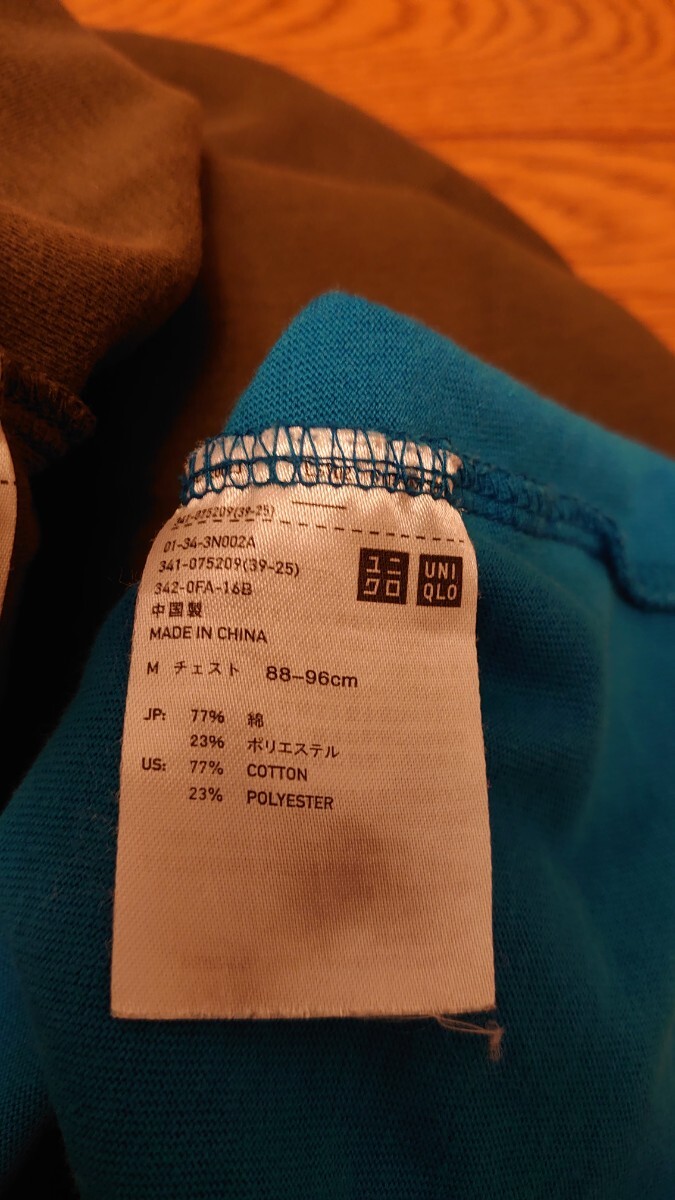 341-075209(39-25)
01-34-3N002A
341-075209(39-25)
342-0FA-16B
中国製
MADE IN CHINA
ユニ
クロ
UNI
QLO
M チェスト 88-96cm
JP: 77% 綿
23% ポリエステル
US: 77% COTTON
23% POLYESTER